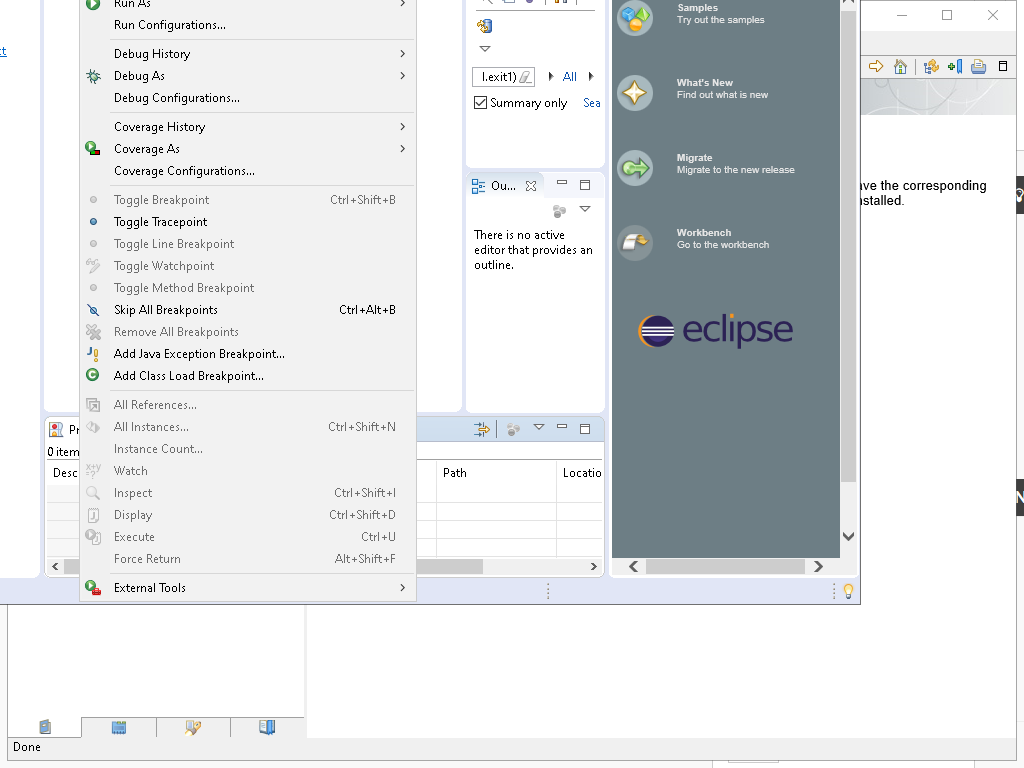 Run As
Run Configurations...
Debug History
Debug As
Debug Configurations...
Coverage History
Coverage As
Coverage Configurations...
Toggle Breakpoint Ctrl+Shift+B
Toggle Tracepoint
Toggle Line Breakpoint
Toggle Watchpoint
Toggle Method Breakpoint
Skip All Breakpoints Ctrl+Alt+B
Remove All Breakpoints
Add Java Exception Breakpoint...
Add Class Load Breakpoint...
All References...
All Instances... Ctrl+Shift+N
Instance Count...
Watch
Inspect Ctrl+Shift+I
Display Ctrl+Shift+D
Execute Ctrl+U
Force Return Alt+Shift+F
External Tools
l.exit1)
All
Summary only
Sea
Ou...
There is no active
editor that provides an
outline.
Pr
0 item
Desc
Path
Locatio
Samples
Try out the samples
What's New
Find out what is new
Migrate
Migrate to the new release
Workbench
Go to the workbench
eclipse
ave the corresponding
stalled.
Done